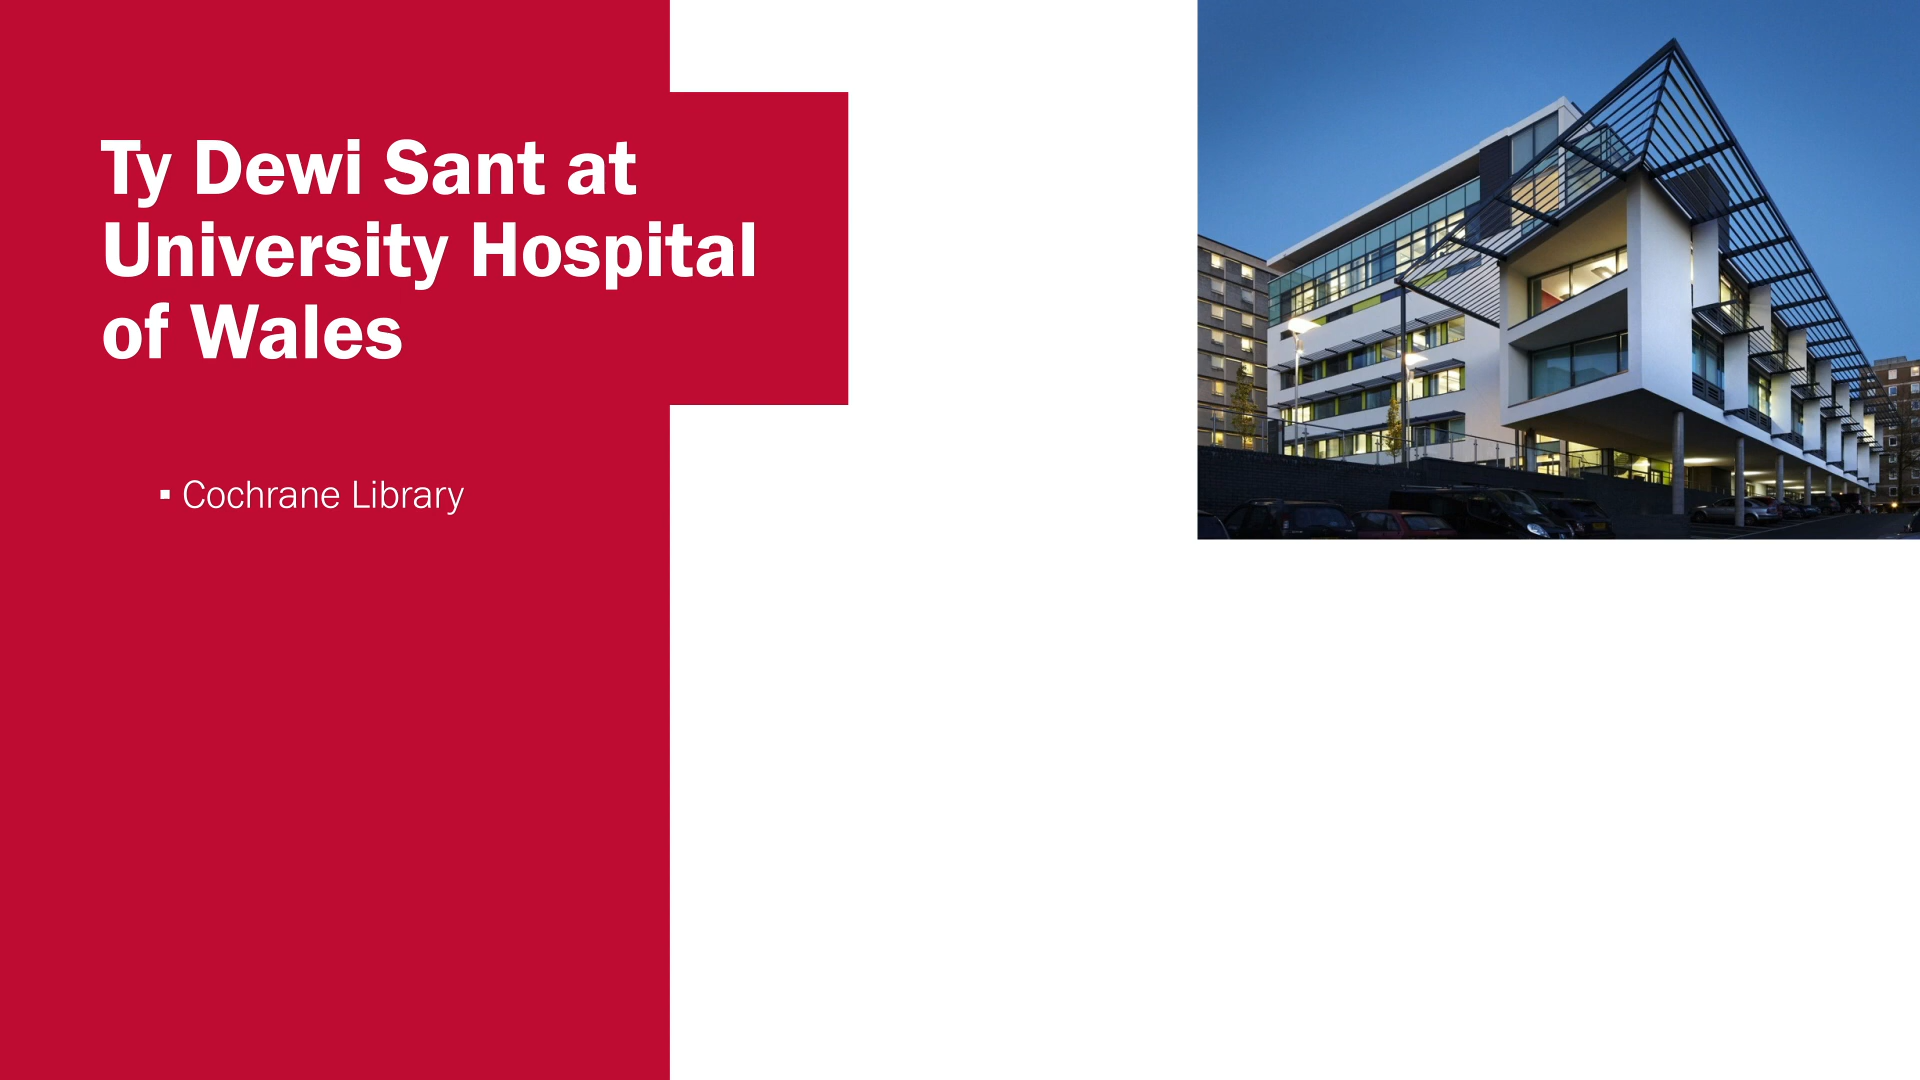 Ty Dewi Sant at
University Hospital
of Wales
▪ Cochrane Library